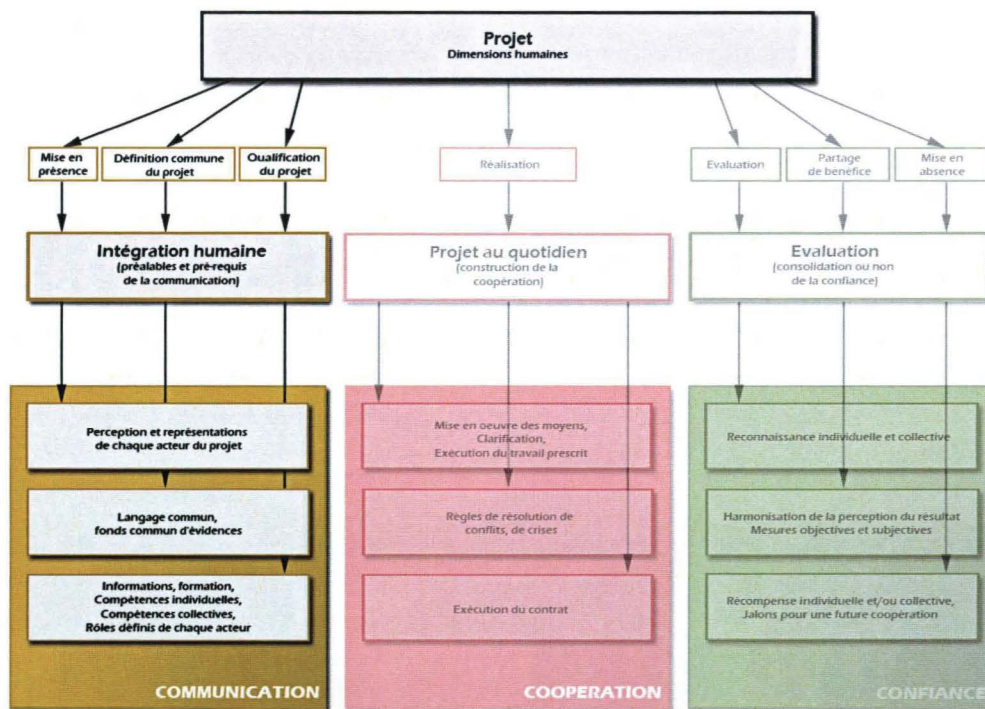 Projet
Dimensions humaines
Mise en
présence
Définition commune
du projet
Qualification
du projet
Réalisation
Evaluation
Partage
de bénéfice
Mise en
absence
Intégration humaine
(préalables et pré-requis
de la communication)
Projet au quotidien
(construction de la
coopération)
Evaluation
(consolidation ou non
de la confiance)
Perception et représentations
de chaque acteur du projet
Langage commun,
fonds commun d'évidences
Informations, formation,
Compétences individuelles,
Compétences collectives,
Rôles définis de chaque acteur
COMMUNICATION
Mise en oeuvre des moyens,
Clarification,
Exécution du travail prescrit
Règles de résolution de
conflits, de crises
Exécution du contrat
COOPERATION
Reconnaissance individuelle et collective
Harmonisation de la perception du résultat
Mesures objectives et subjectives
Récompense individuelle et/ou collective,
Jalons pour une future coopération
CONFIANCE